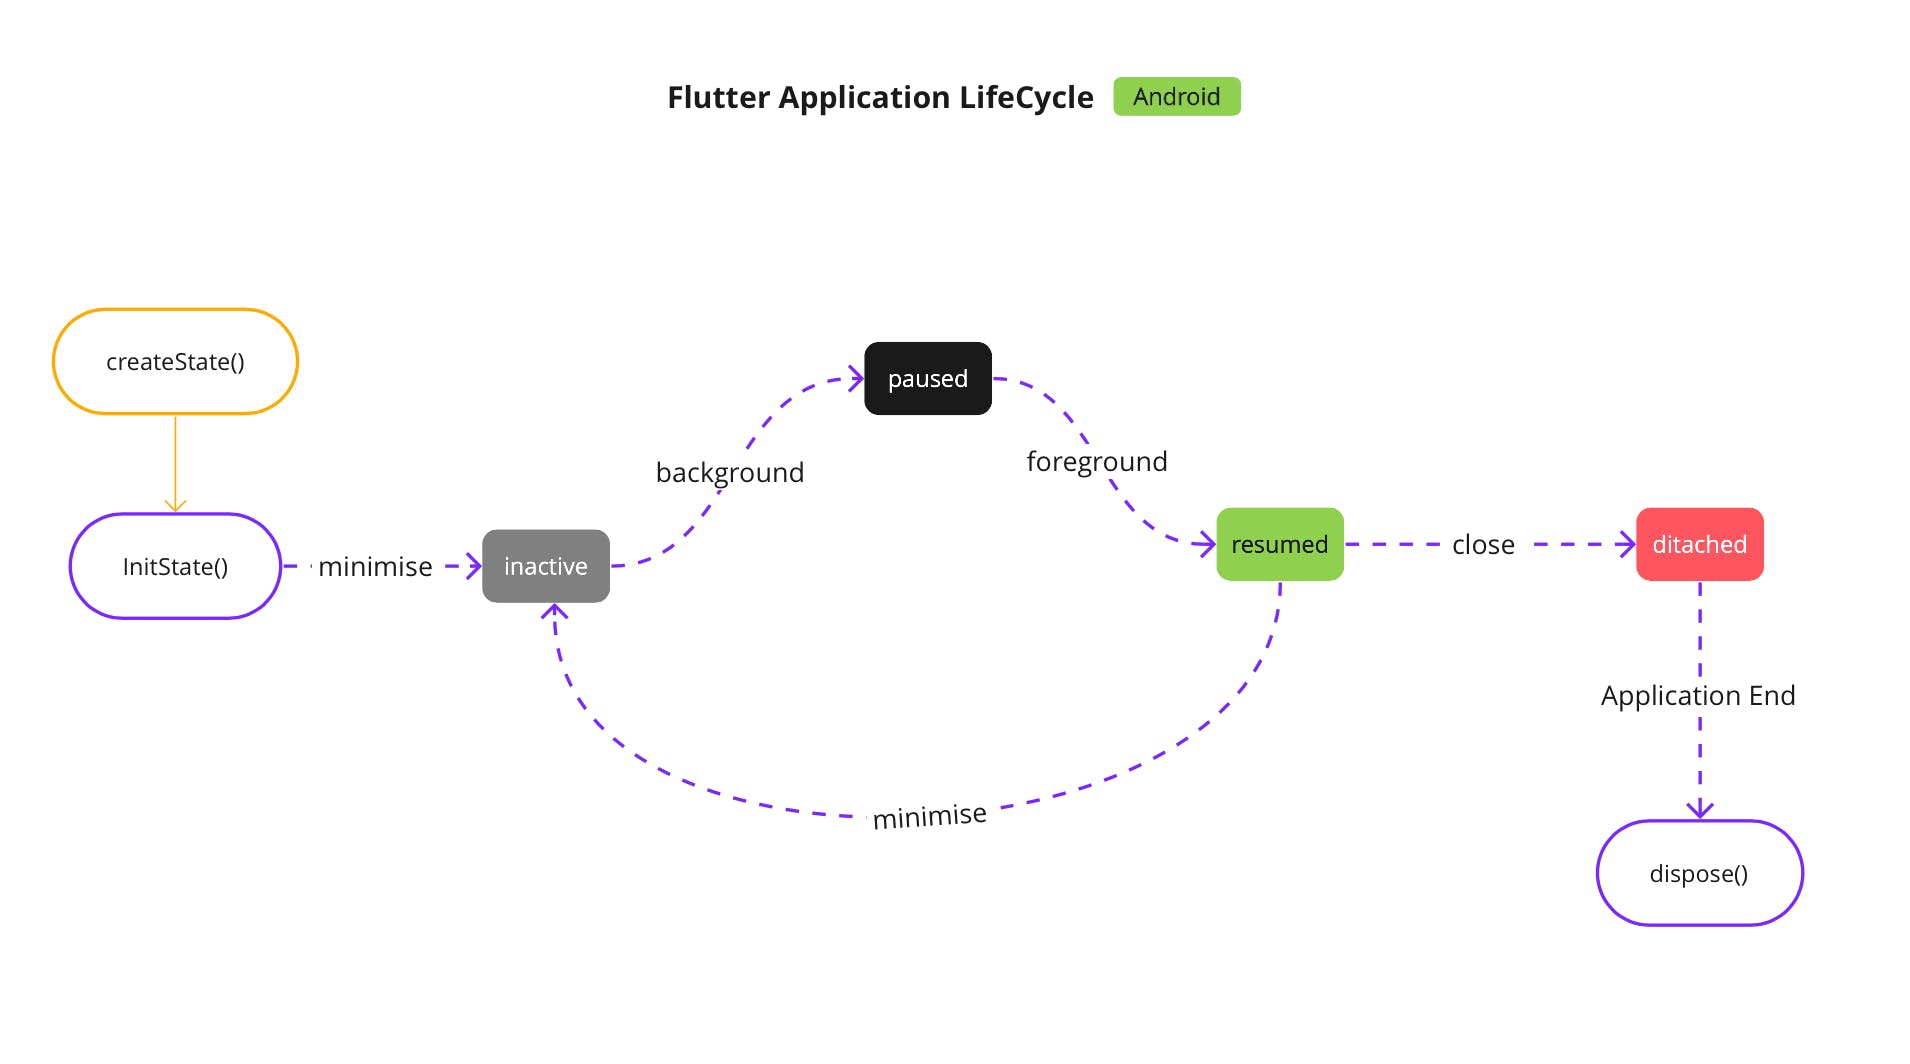 Flutter Application LifeCycle
Android
createState()
InitState()
minimise
inactive
background
paused
foreground
resumed
close
ditached
minimise
Application End
dispose()